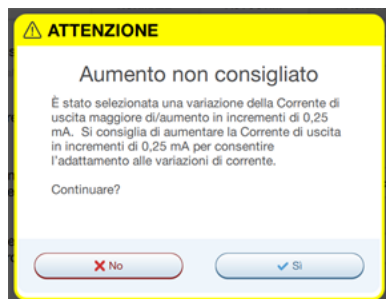 ATTENZIONE
Aumento non consigliato
È stato selezionata una variazione della Corrente di
uscita maggiore di/aumento in incrementi di 0,25
mA. Si consiglia di aumentare la Corrente di uscita
in incrementi di 0,25 mA per consentire
l'adattamento alle variazioni di corrente.
Continuare?
No
Sì